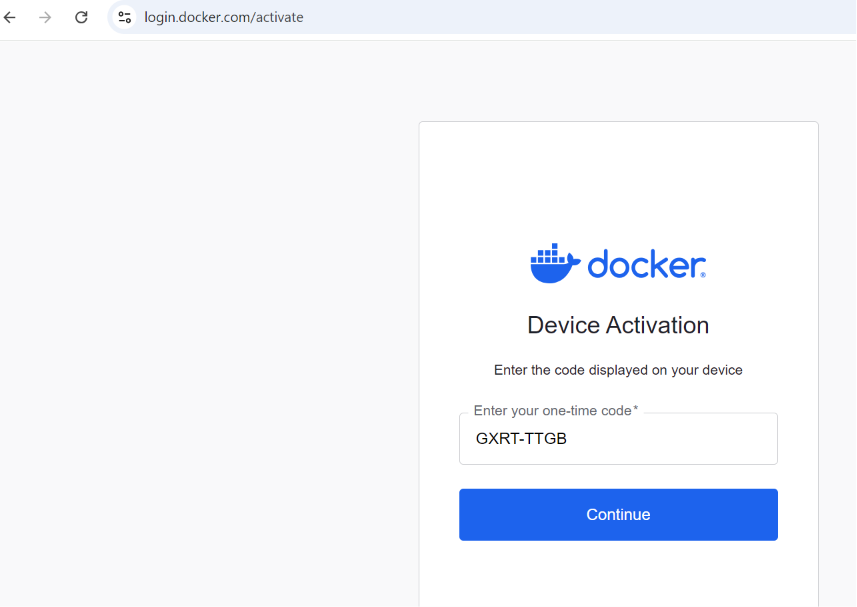 login.docker.com/activate
docker®
Device Activation
Enter the code displayed on your device
Enter your one-time code*
GXRT-TTGB
Continue